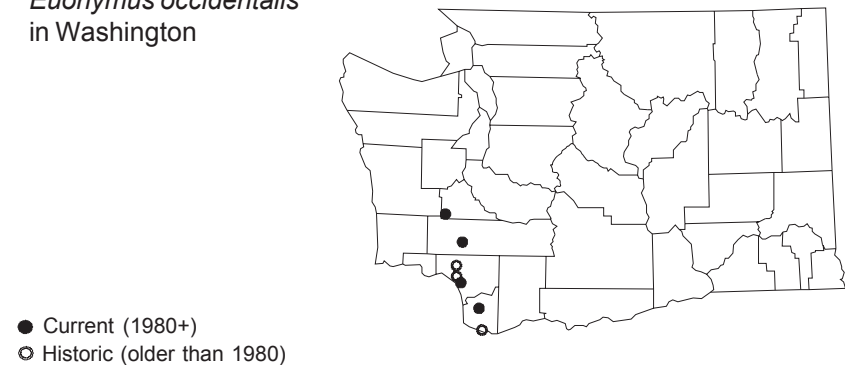 Euonymus occidentalis
in Washington
Current (1980+)
Historic (older than 1980)